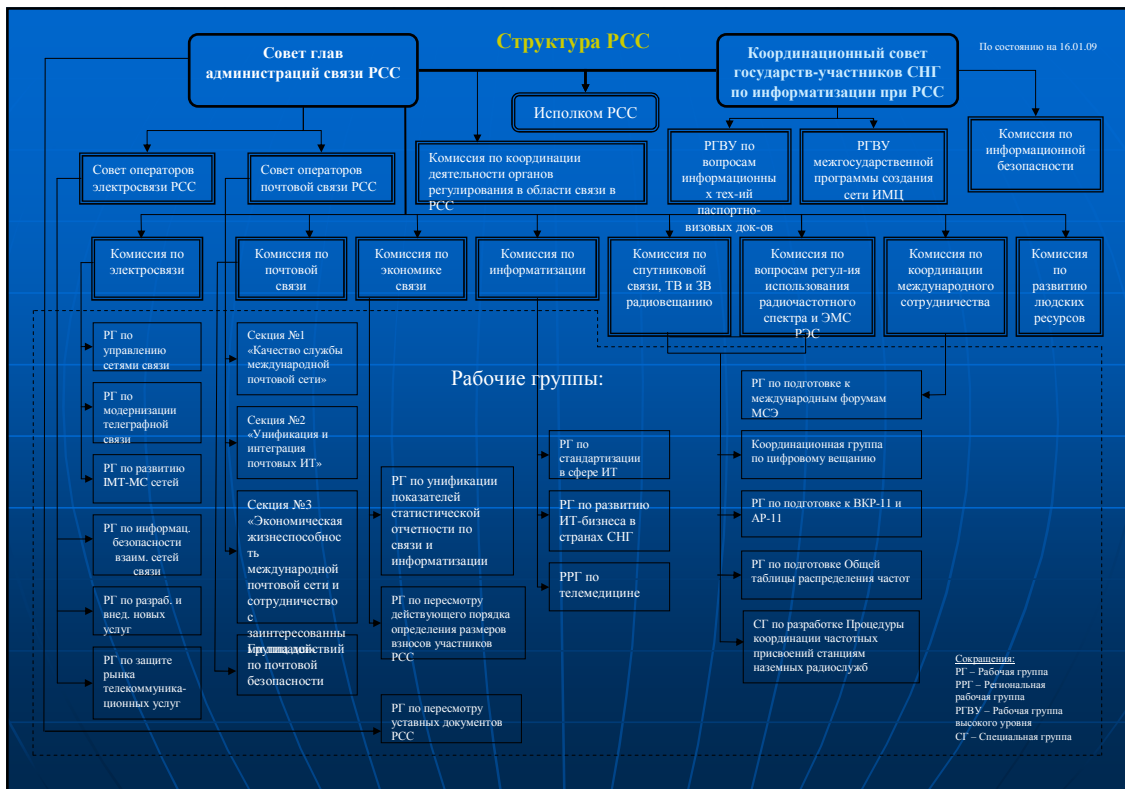 Структура РСС
По состоянию на 16.01.09
Совет глав
администраций связи РСС
Координационный совет
государств-участников СНГ
по информатизации при РСС
Исполком РСС
Совет операторов
электросвязи РСС
Совет операторов
почтовой связи РСС
Комиссия по координации
деятельности органов
регулирования в области связи в
РСС
РГВУ по
вопросам
информационны
х тех-ий
паспортно-
визовых док-ов
РГВУ
межгосударственной
программы создания
сети ИМЦ
Комиссия по
информационной
безопасности
Комиссия по
электросвязи
Комиссия по
почтовой
связи
Комиссия по
экономике
связи
Комиссия по
информатизации
Комиссия по
спутниковой
связи, ТВ и ЗВ
радиовещанию
Комиссия по
вопросам регул-ия
использования
радиочастотного
спектра и ЭМС
РЭС
Комиссия по
координации
международного
сотрудничества
Комиссия
по
развитию
людских
ресурсов
Рабочие группы:
РГ по
управлению
сетями связи
РГ по
модернизации
телеграфной
связи
РГ по развитию
IMT-MC сетей
РГ по информац.
безопасности
взаим. сетей
связи
РГ по разраб. и
внед. новых
услуг
РГ по защите
рынка
телекоммуника-
ционных услуг
Секция №1
«Качество службы
международной
почтовой сети»
Секция №2
«Унификация и
интеграция
почтовых ИТ»
Секция №3
«Экономическая
жизнеспособнос
ть
международной
почтовой сети и
сотрудничество
с
заинтересованны
Группа действий
по почтовой
безопасности
РГ по унификации
показателей
статистической
отчетности по
связи и
информатизации
РГ по пересмотру
действующего порядка
определения размеров
взносов участников
РСС
РГ по пересмотру
уставных документов
РСС
РГ по
стандартизации
в сфере ИТ
РГ по развитию
ИТ-бизнеса в
странах СНГ
РРГ по
телемедицине
РГ по подготовке к
международным форумам
МСЭ
Координационная группа
по цифровому вещанию
РГ по подготовке к ВКР-11 и
АР-11
РГ по подготовке Общей
таблицы распределения частот
СГ по разработке Процедуры
координации частотных
присвоений станциям
наземных радиослужб
Сокращения:
РГ – Рабочая группа
РРГ – Региональная
рабочая группа
РГВУ – Рабочая группа
высокого уровня
СГ – Специальная группа